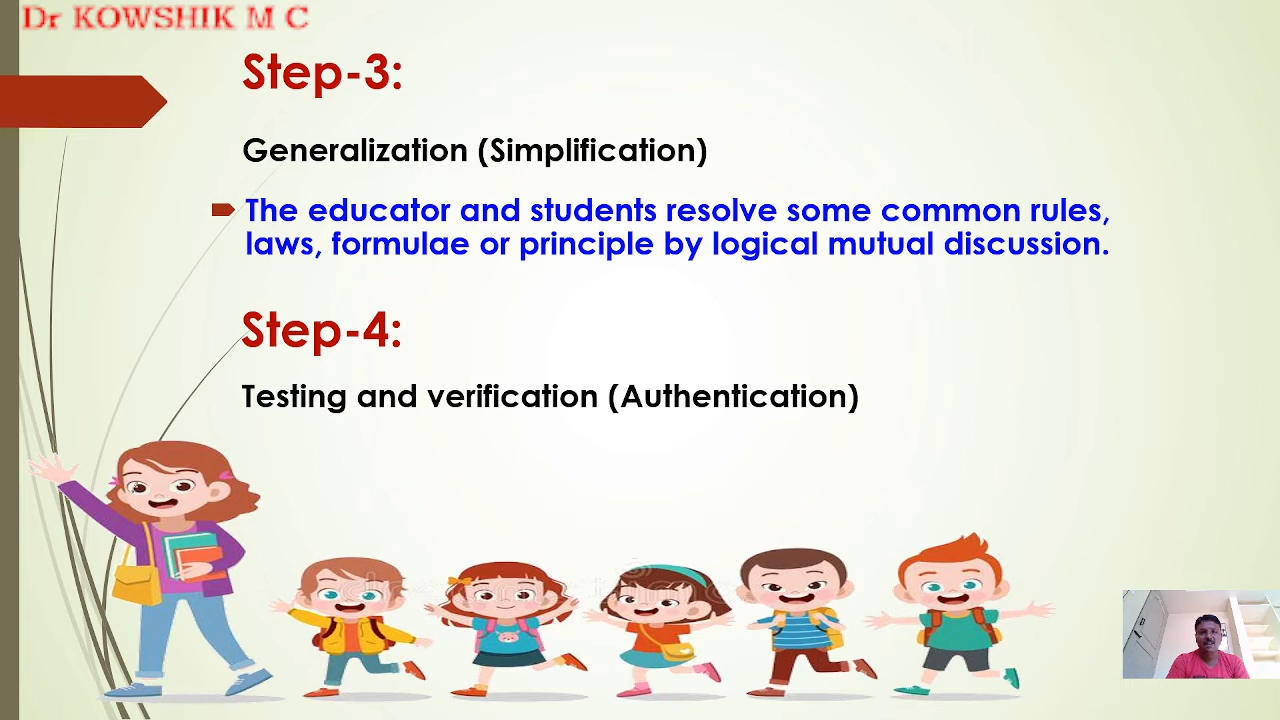 Dr KOWSHIK M C
Step-3:
Generalization (Simplification)
The educator and students resolve some common rules,
laws, formulae or principle by logical mutual discussion.
Step-4:
Testing and verification (Authentication)